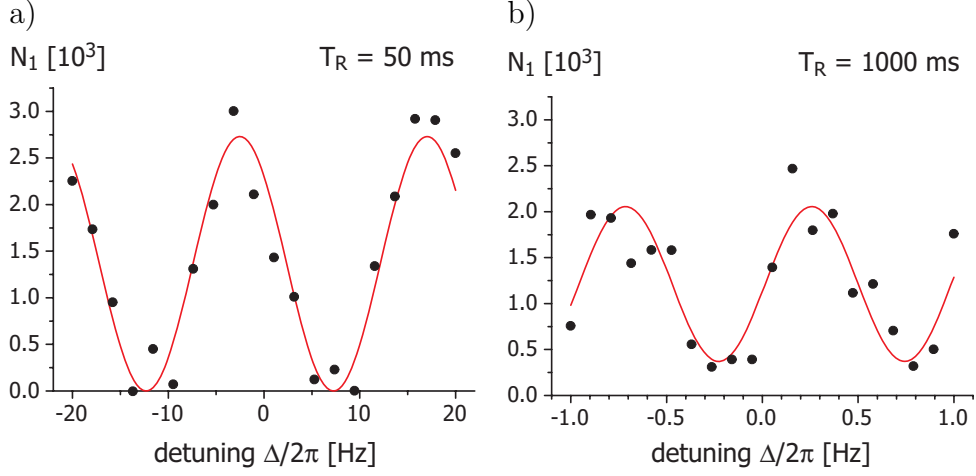 a)
N₁ [10³] T_R = 50 ms
3.0
2.5
2.0
1.5
1.0
0.5
0
-20 -10 0 10 20
detuning Δ/2π [Hz]
b)
N₁ [10³] T_R = 1000 ms
3.0
2.5
2.0
1.5
1.0
0.5
0.0
-1.0 -0.5 0.0 0.5 1.0
detuning Δ/2π [Hz]